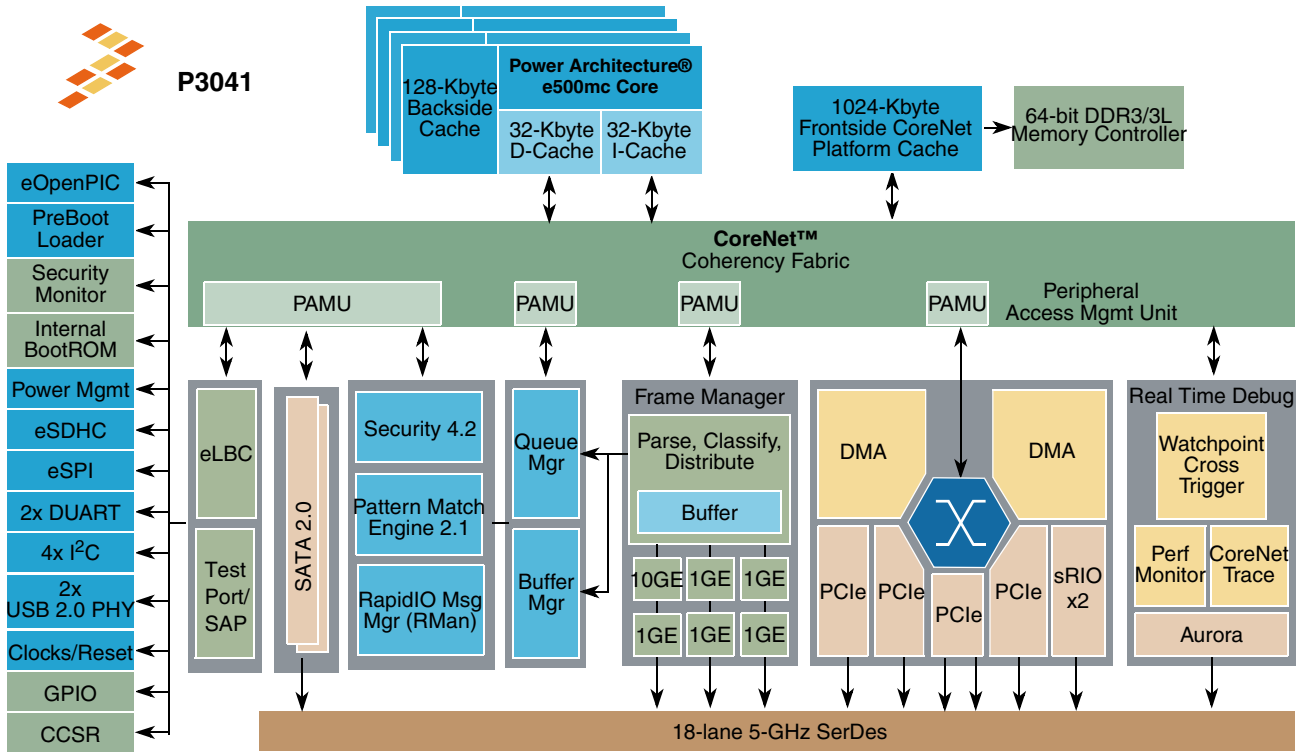 P3041
128-Kbyte
Backside
Cache
Power Architecture®
e500mc Core
32-Kbyte
D-Cache
32-Kbyte
I-Cache
1024-Kbyte
Frontside CoreNet
Platform Cache
64-bit DDR3/3L
Memory Controller
eOpenPIC
PreBoot
Loader
Security
Monitor
Internal
BootROM
Power Mgmt
eSDHC
eSPI
2x DUART
4x I²C
2x
USB 2.0 PHY
Clocks/Reset
GPIO
CCSR
CoreNet™
Coherency Fabric
PAMU
PAMU
PAMU
PAMU
Peripheral
Access Mgmt Unit
eLBC
Test
Port/
SAP
SATA 2.0
Security 4.2
Pattern Match
Engine 2.1
RapidIO Msg
Mgr (RMan)
Queue
Mgr
Buffer
Mgr
Frame Manager
Parse, Classify,
Distribute
Buffer
10GE
1GE
1GE
1GE
1GE
1GE
DMA
DMA
PCIe
PCIe
PCIe
PCIe
sRIO
x2
Real Time Debug
Watchpoint
Cross
Trigger
Perf
Monitor
CoreNet
Trace
Aurora
18-lane 5-GHz SerDes